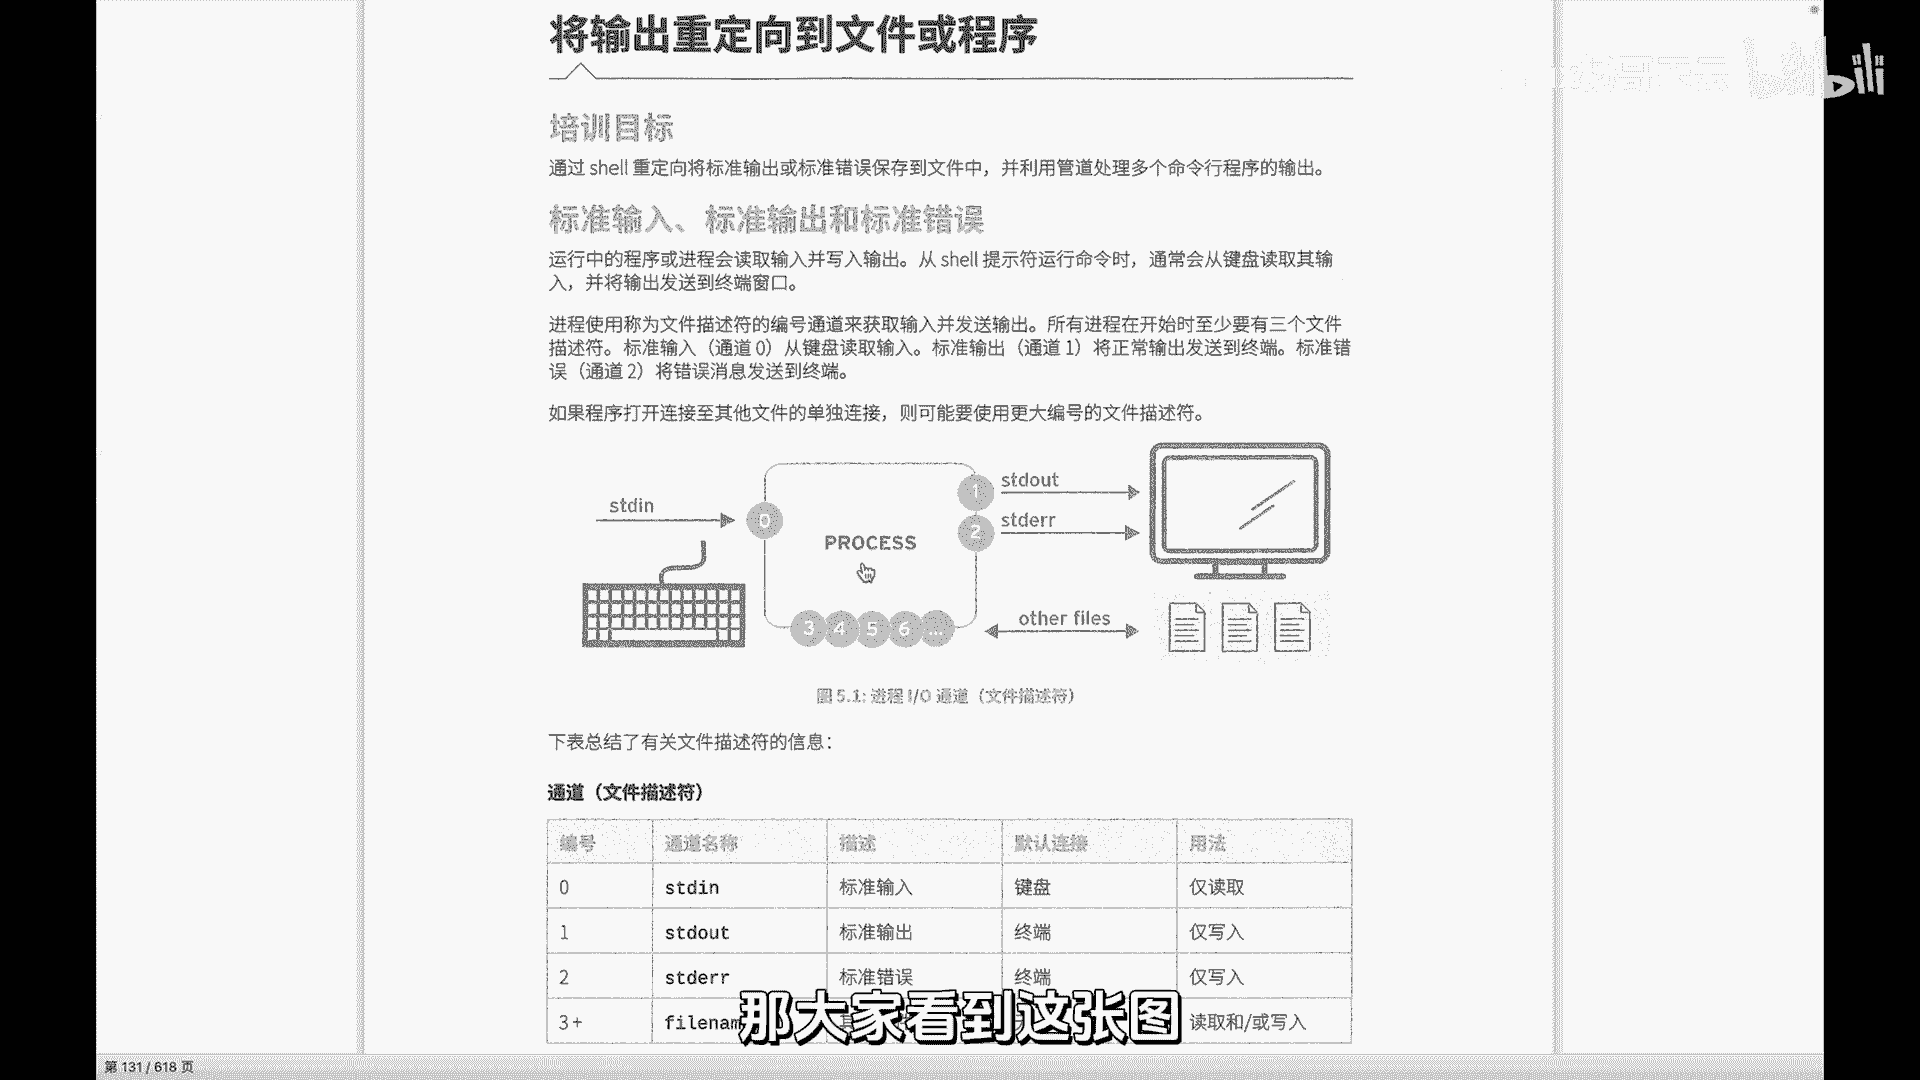 将输出重定向到文件或程序
bilibili
培训目标
通过 shell 重定向将标准输出或标准错误保存到文件中，并利用管道处理多个命令行程序的输出。
标准输入、标准输出和标准错误
运行中的程序或进程会读取输入并写入输出。从 shell 提示符运行命令时，通常会从键盘读取其输
入，并将输出发送到终端窗口。
进程使用称为文件描述符的编号通道来获取输入并发送输出。所有进程在开始时至少要有三个文件
描述符。标准输入（通道 0）从键盘读取输入。标准输出（通道 1）将正常输出发送到终端。标准错
误（通道 2）将错误消息发送到终端。
如果程序打开连接至其他文件的单独连接，则可能要使用更大编号的文件描述符。
stdin
0
PROCESS
1 stdout
2 stderr
3 4 5 6 ...
other files
图 5.1: 进程 I/O 通道（文件描述符）
下表总结了有关文件描述符的信息：
通道（文件描述符）
编号 通道名称 描述 默认连接 用法
0 stdin 标准输入 键盘 仅读取
1 stdout 标准输出 终端 仅写入
2 stderr 标准错误 终端 仅写入
3+ 读取和/或写入
那大家看到这张图
第 131 / 618 页